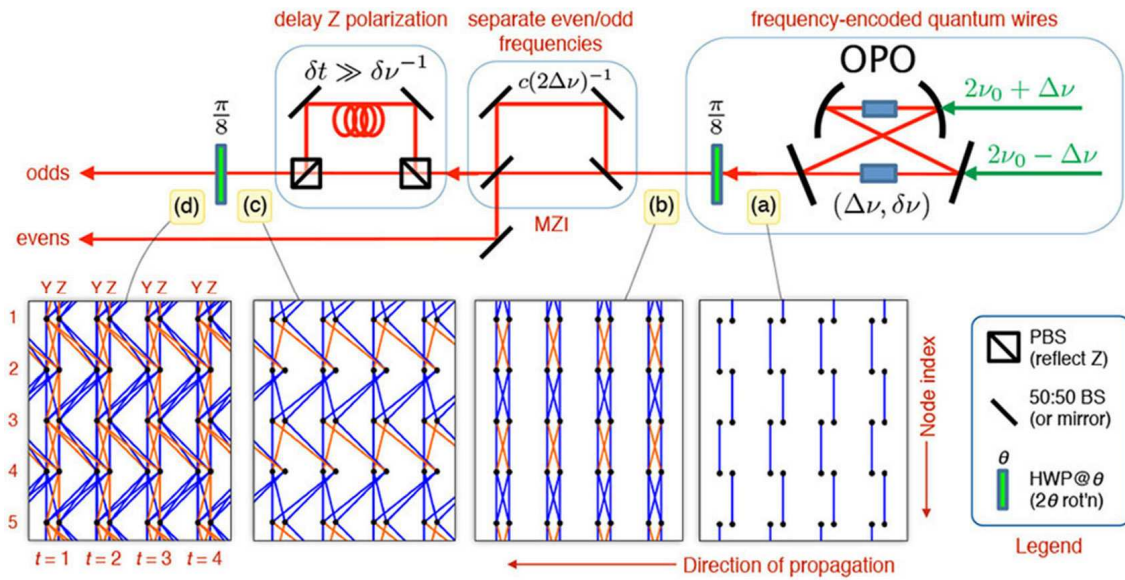 delay Z polarization
separate even/odd
frequencies
frequency-encoded quantum wires
δt ≫ δν⁻¹
c(2Δν)⁻¹
OPO
2ν₀ + Δν
2ν₀ − Δν
π/8
π/8
(Δν, δν)
odds
evens
(d)
(c)
(b)
(a)
MZI
Y Z Y Z Y Z Y Z
1
2
3
4
5
t = 1 t = 2 t = 3 t = 4
Node index
Direction of propagation
PBS
(reflect Z)
50:50 BS
(or mirror)
θ
HWP@θ
(2θ rot'n)
Legend